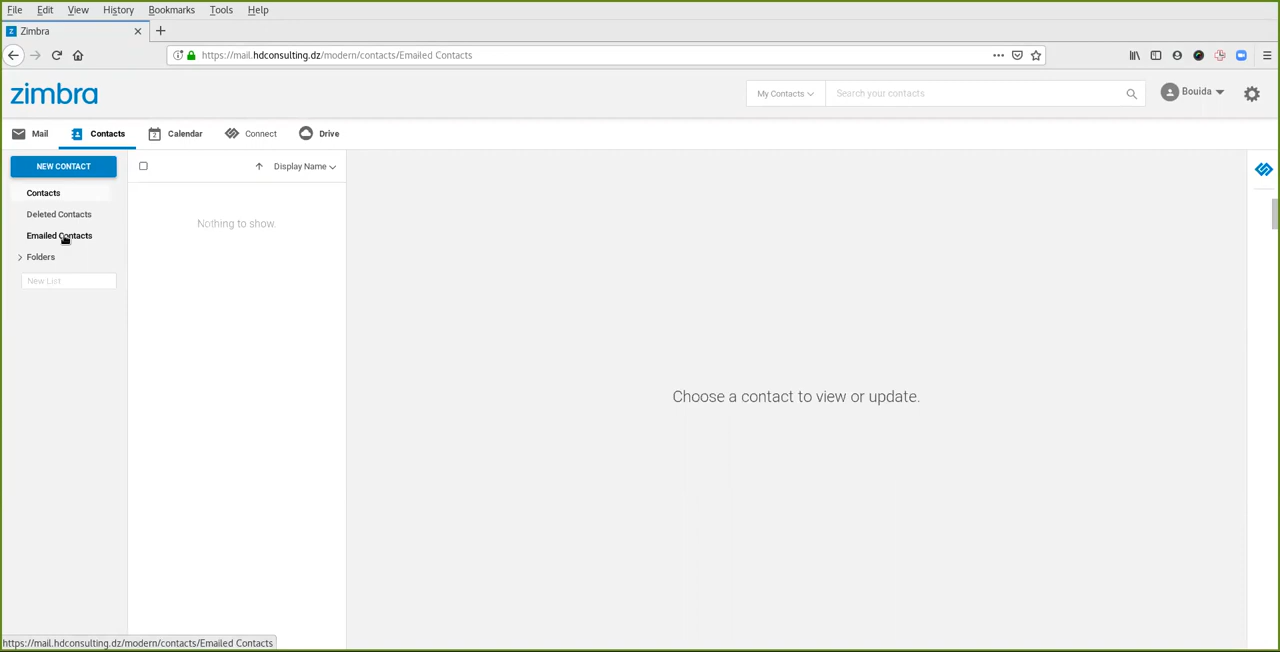 File Edit View History Bookmarks Tools Help
Zimbra
https://mail.hdconsulting.dz/modern/contacts/Emailed Contacts
zimbra
My Contacts
Search your contacts
Bouida
Mail
Contacts
Calendar
Connect
Drive
NEW CONTACT
Display Name
Contacts
Deleted Contacts
Emailed Contacts
Folders
New List
Nothing to show.
Choose a contact to view or update.
https://mail.hdconsulting.dz/modern/contacts/Emailed Contacts